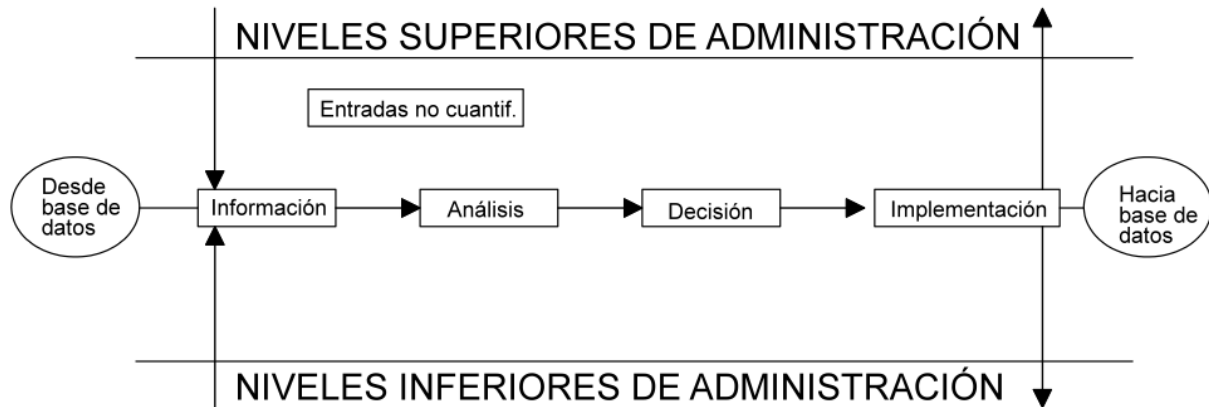 NIVELES SUPERIORES DE ADMINISTRACIÓN
Entradas no cuantif.
Desde
base de
datos
Información
Análisis
Decisión
Implementación
Hacia
base de
datos
NIVELES INFERIORES DE ADMINISTRACIÓN